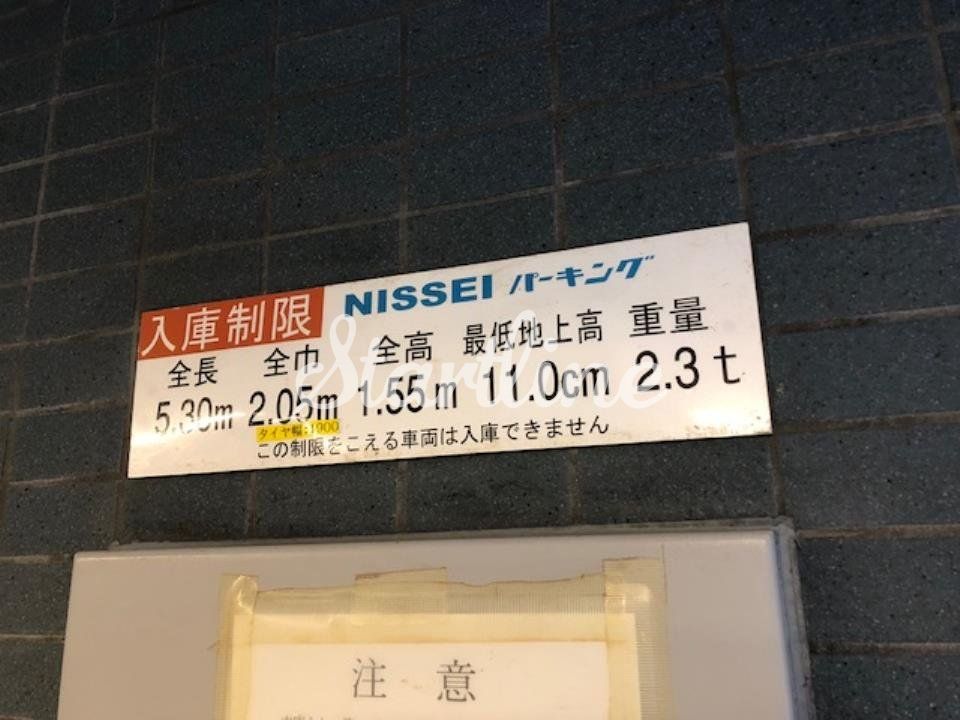 入庫制限 NISSEI パーキング
全長 全巾 全高 最低地上高 重量
5.30m 2.05m 1.55m 11.0cm 2.3t
タイヤ幅:1900
この制限をこえる車両は入庫できません
Starline
注意